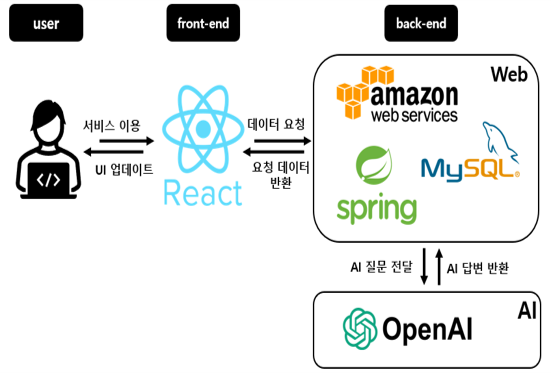 user
front-end
back-end
Web
amazon
web services
서비스 이용
데이터 요청
</>
UI 업데이트
요청 데이터
반환
React
MySQL®
spring
AI 질문 전달
AI 답변 반환
AI
OpenAI